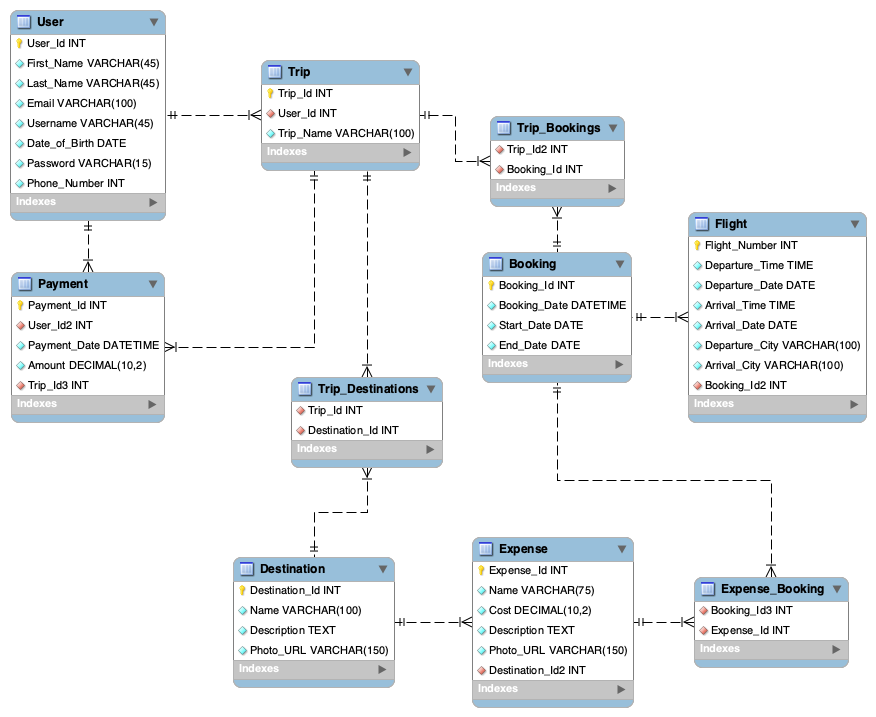 User
User_Id INT
First_Name VARCHAR(45)
Last_Name VARCHAR(45)
Email VARCHAR(100)
Username VARCHAR(45)
Date_of_Birth DATE
Password VARCHAR(15)
Phone_Number INT
Indexes
Trip
Trip_Id INT
User_Id INT
Trip_Name VARCHAR(100)
Indexes
Trip_Bookings
Trip_Id2 INT
Booking_Id INT
Indexes
Flight
Flight_Number INT
Departure_Time TIME
Departure_Date DATE
Arrival_Time TIME
Arrival_Date DATE
Departure_City VARCHAR(100)
Arrival_City VARCHAR(100)
Booking_Id2 INT
Indexes
Booking
Booking_Id INT
Booking_Date DATETIME
Start_Date DATE
End_Date DATE
Indexes
Payment
Payment_Id INT
User_Id2 INT
Payment_Date DATETIME
Amount DECIMAL(10,2)
Trip_Id3 INT
Indexes
Trip_Destinations
Trip_Id INT
Destination_Id INT
Indexes
Destination
Destination_Id INT
Name VARCHAR(100)
Description TEXT
Photo_URL VARCHAR(150)
Indexes
Expense
Expense_Id INT
Name VARCHAR(75)
Cost DECIMAL(10,2)
Description TEXT
Photo_URL VARCHAR(150)
Destination_Id2 INT
Indexes
Expense_Booking
Booking_Id3 INT
Expense_Id INT
Indexes